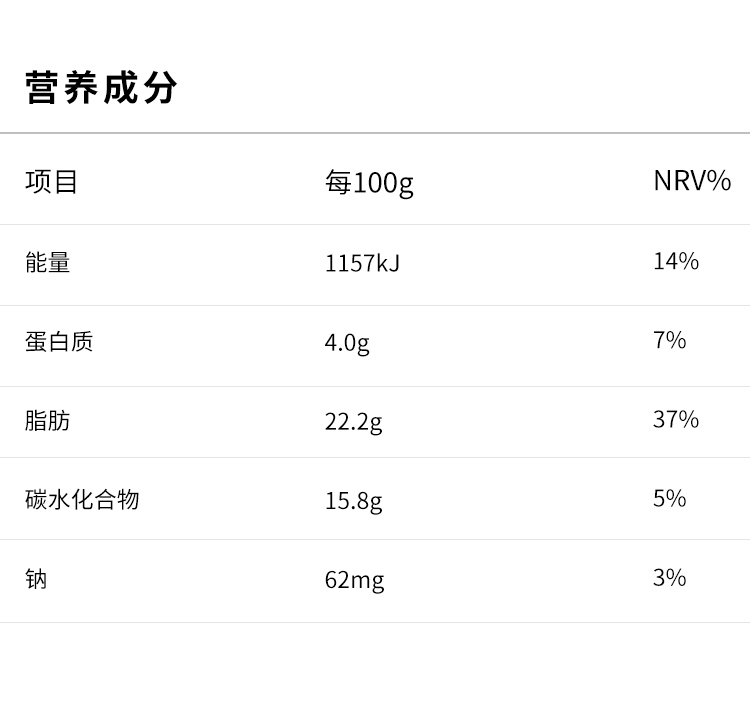 营养成分
项目 每100g NRV%
能量 1157kJ 14%
蛋白质 4.0g 7%
脂肪 22.2g 37%
碳水化合物 15.8g 5%
钠 62mg 3%